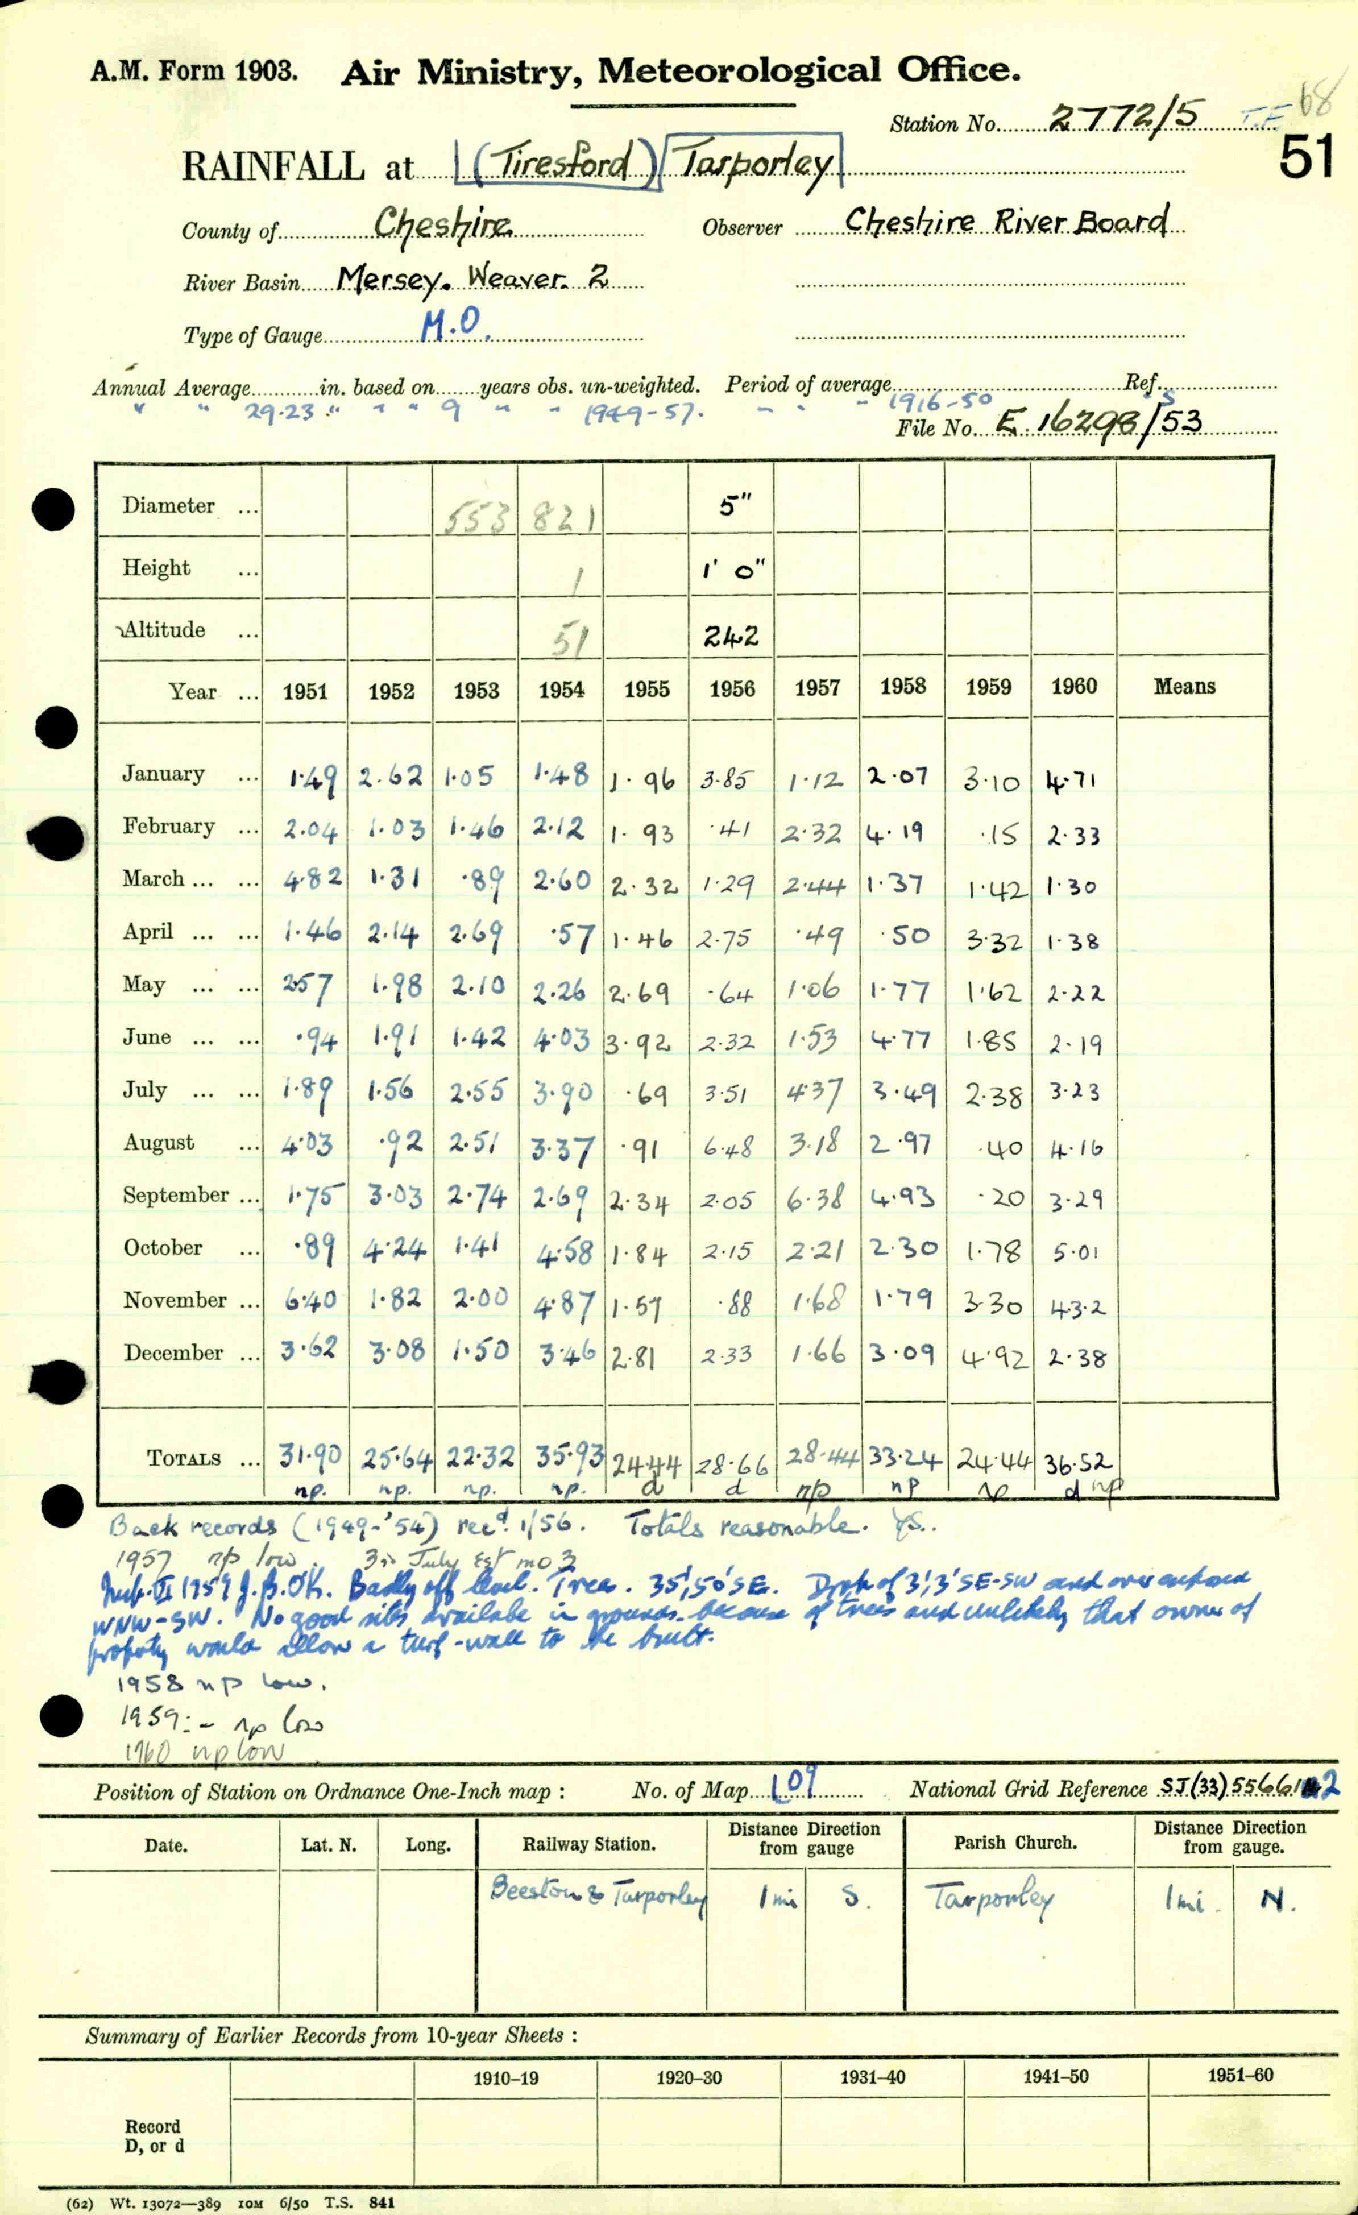 A.M. Form 1903. Air Ministry, Meteorological Office.
68
Station No. 2772/5 T.F.
51
RAINFALL at (Tiresford) Tarporley
County of Cheshire Observer Cheshire River Board
River Basin Mersey. Weaver. 2
Type of Gauge M.O.
Annual Average in. based on years obs. un-weighted. Period of average Ref.
" " 29.23 " " " 9 " " 1949-57. " " " 1916-50
File No. E 16298/53
Diameter ... 553 821 5"
Height ... 1 1' 0"
Altitude ... 51 242
Year ... 1951 1952 1953 1954 1955 1956 1957 1958 1959 1960 Means
January ... 1.49 2.62 1.05 1.48 1.96 3.85 1.12 2.07 3.10 4.71
February ... 2.04 1.03 1.46 2.12 1.93 .41 2.32 4.19 .15 2.33
March ... ... 4.82 1.31 .89 2.60 2.32 1.29 2.44 1.37 1.42 1.30
April ... ... 1.46 2.14 2.69 .57 1.46 2.75 .49 .50 3.32 1.38
May ... ... 2.57 1.98 2.10 2.26 2.69 .64 1.06 1.77 1.62 2.22
June ... ... .94 1.91 1.42 4.03 3.92 2.32 1.53 4.77 1.85 2.19
July ... ... 1.89 1.56 2.55 3.90 .69 3.51 4.37 3.49 2.38 3.23
August ... 4.03 .92 2.51 3.37 .91 6.48 3.18 2.97 .40 4.16
September ... 1.75 3.03 2.74 2.69 2.34 2.05 6.38 4.93 .20 3.29
October ... .89 4.24 1.41 4.58 1.84 2.15 2.21 2.30 1.78 5.01
November ... 6.40 1.82 2.00 4.87 1.57 .88 1.68 1.79 3.30 4.32
December ... 3.62 3.08 1.50 3.46 2.81 2.33 1.66 3.09 4.92 2.38
TOTALS ... 31.90 25.64 22.32 35.93 24.44 28.66 28.44 33.24 24.44 36.52
np. np. np. np. d d np np np d np
Back records (1949-'54) recd. 1/56. Totals reasonable.
1957 np low. July Est
1959 J.B. OK. Badly off level. Trees. 35', 50' SE. Drop of 3', 3' SE-SW and over exposed
WNW-SW. No good sites available in grounds because of trees and unlikely that owner of
property would allow a turf-wall to be built.
1958 np low.
1959:- np low
1960 np low
Position of Station on Ordnance One-Inch map : No. of Map 109 National Grid Reference SJ(33)5566
Date. Lat. N. Long. Railway Station. Distance from Direction gauge Parish Church. Distance from Direction gauge.
Beeston & Tarporley 1 mi S. Tarporley 1 mi. N.
Summary of Earlier Records from 10-year Sheets :
1910–19 1920–30 1931–40 1941–50 1951–60
Record
D, or d
(62) Wt. 13072—389 10M 6/50 T.S. 841